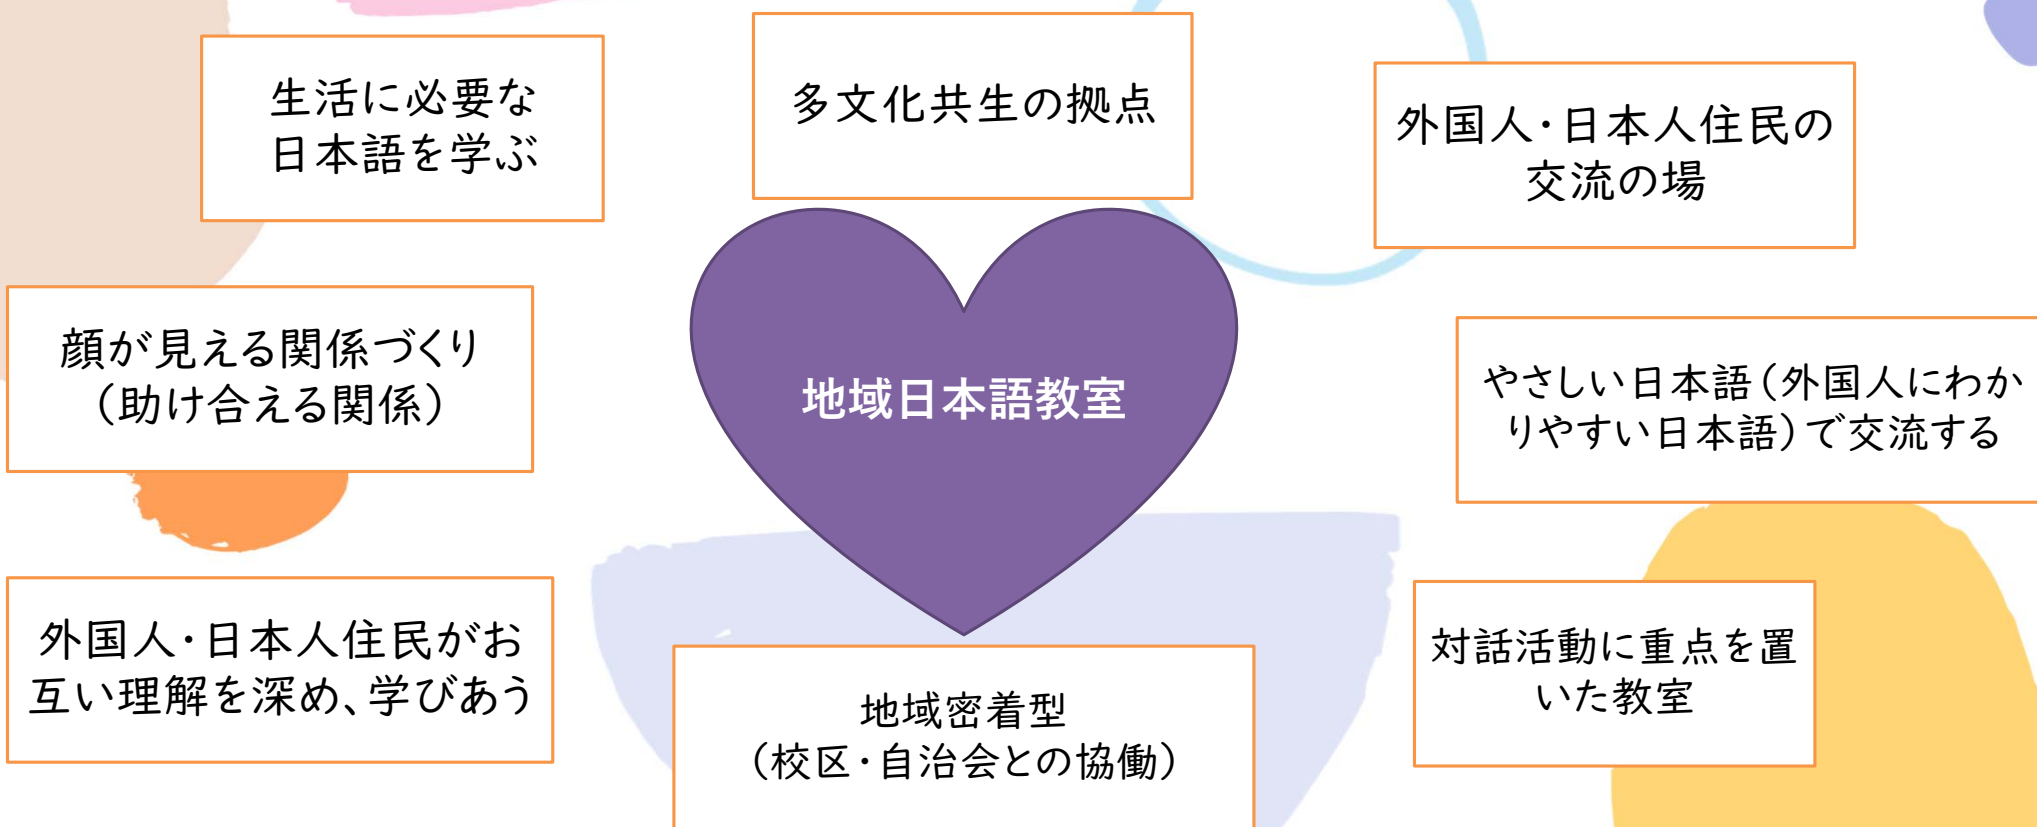 生活に必要な
日本語を学ぶ
多文化共生の拠点
外国人・日本人住民の
交流の場
顔が見える関係づくり
（助け合える関係）
地域日本語教室
やさしい日本語（外国人にわか
りやすい日本語）で交流する
外国人・日本人住民がお
互い理解を深め、学びあう
地域密着型
（校区・自治会との協働）
対話活動に重点を置
いた教室